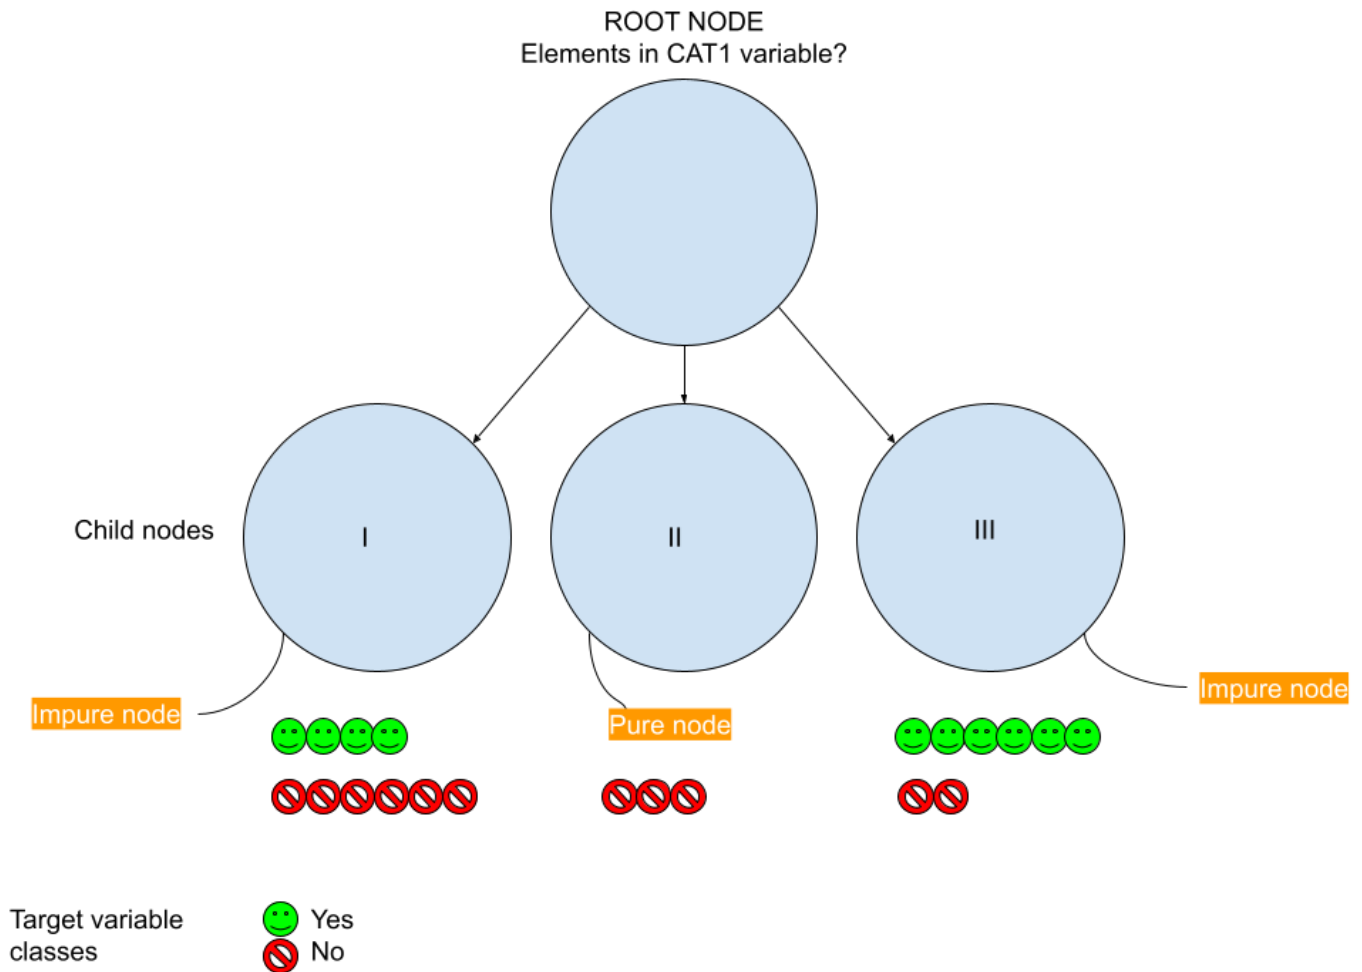 ROOT NODE
Elements in CAT1 variable?
Child nodes
I
II
III
Impure node
Pure node
Impure node
Target variable
classes
Yes
No